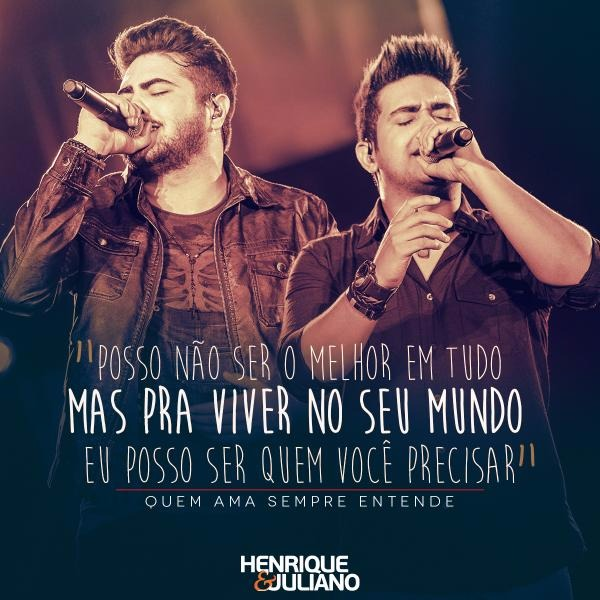 "POSSO NÃO SER O MELHOR EM TUDO
MAS PRA VIVER NO SEU MUNDO
EU POSSO SER QUEM VOCÊ PRECISAR"
QUEM AMA SEMPRE ENTENDE
HENRIQUE
&JULIANO